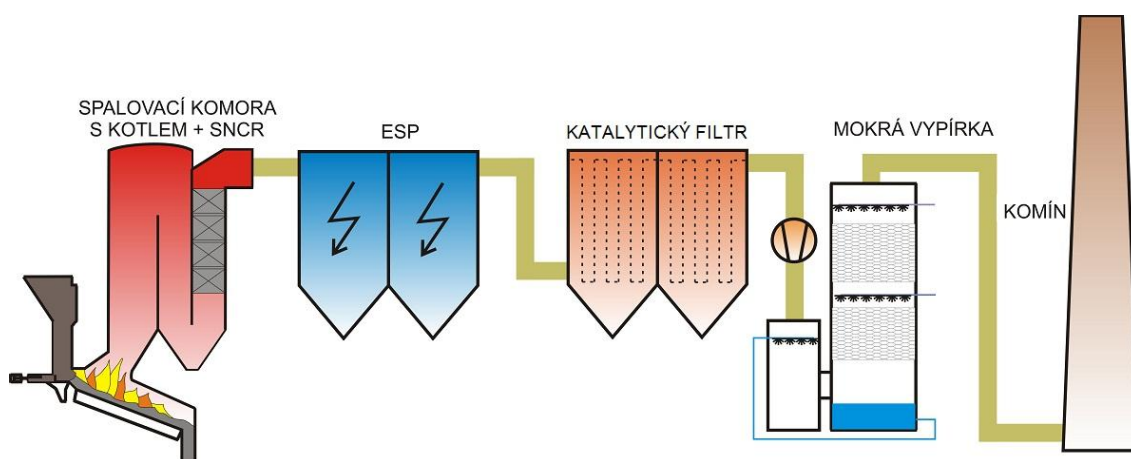 SPALOVACÍ KOMORA
S KOTLEM + SNCR
ESP
KATALYTICKÝ FILTR
MOKRÁ VYPÍRKA
KOMÍN